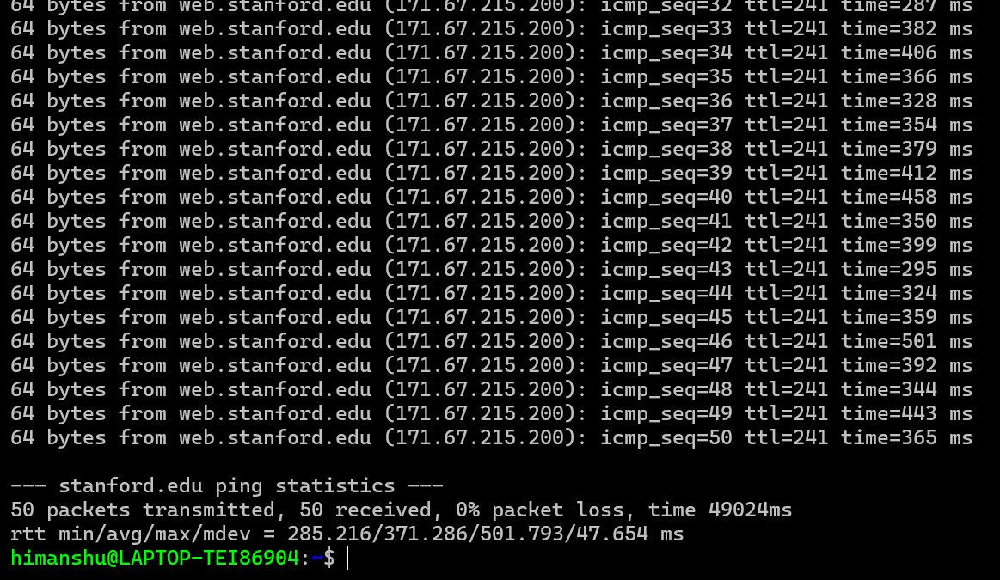 64 bytes from web.stanford.edu (171.67.215.200): icmp_seq=32 ttl=241 time=287 ms
64 bytes from web.stanford.edu (171.67.215.200): icmp_seq=33 ttl=241 time=382 ms
64 bytes from web.stanford.edu (171.67.215.200): icmp_seq=34 ttl=241 time=406 ms
64 bytes from web.stanford.edu (171.67.215.200): icmp_seq=35 ttl=241 time=366 ms
64 bytes from web.stanford.edu (171.67.215.200): icmp_seq=36 ttl=241 time=328 ms
64 bytes from web.stanford.edu (171.67.215.200): icmp_seq=37 ttl=241 time=354 ms
64 bytes from web.stanford.edu (171.67.215.200): icmp_seq=38 ttl=241 time=379 ms
64 bytes from web.stanford.edu (171.67.215.200): icmp_seq=39 ttl=241 time=412 ms
64 bytes from web.stanford.edu (171.67.215.200): icmp_seq=40 ttl=241 time=458 ms
64 bytes from web.stanford.edu (171.67.215.200): icmp_seq=41 ttl=241 time=350 ms
64 bytes from web.stanford.edu (171.67.215.200): icmp_seq=42 ttl=241 time=399 ms
64 bytes from web.stanford.edu (171.67.215.200): icmp_seq=43 ttl=241 time=295 ms
64 bytes from web.stanford.edu (171.67.215.200): icmp_seq=44 ttl=241 time=324 ms
64 bytes from web.stanford.edu (171.67.215.200): icmp_seq=45 ttl=241 time=359 ms
64 bytes from web.stanford.edu (171.67.215.200): icmp_seq=46 ttl=241 time=501 ms
64 bytes from web.stanford.edu (171.67.215.200): icmp_seq=47 ttl=241 time=392 ms
64 bytes from web.stanford.edu (171.67.215.200): icmp_seq=48 ttl=241 time=344 ms
64 bytes from web.stanford.edu (171.67.215.200): icmp_seq=49 ttl=241 time=443 ms
64 bytes from web.stanford.edu (171.67.215.200): icmp_seq=50 ttl=241 time=365 ms

--- stanford.edu ping statistics ---
50 packets transmitted, 50 received, 0% packet loss, time 49024ms
rtt min/avg/max/mdev = 285.216/371.286/501.793/47.654 ms
himanshu@LAPTOP-TEI86904:~$